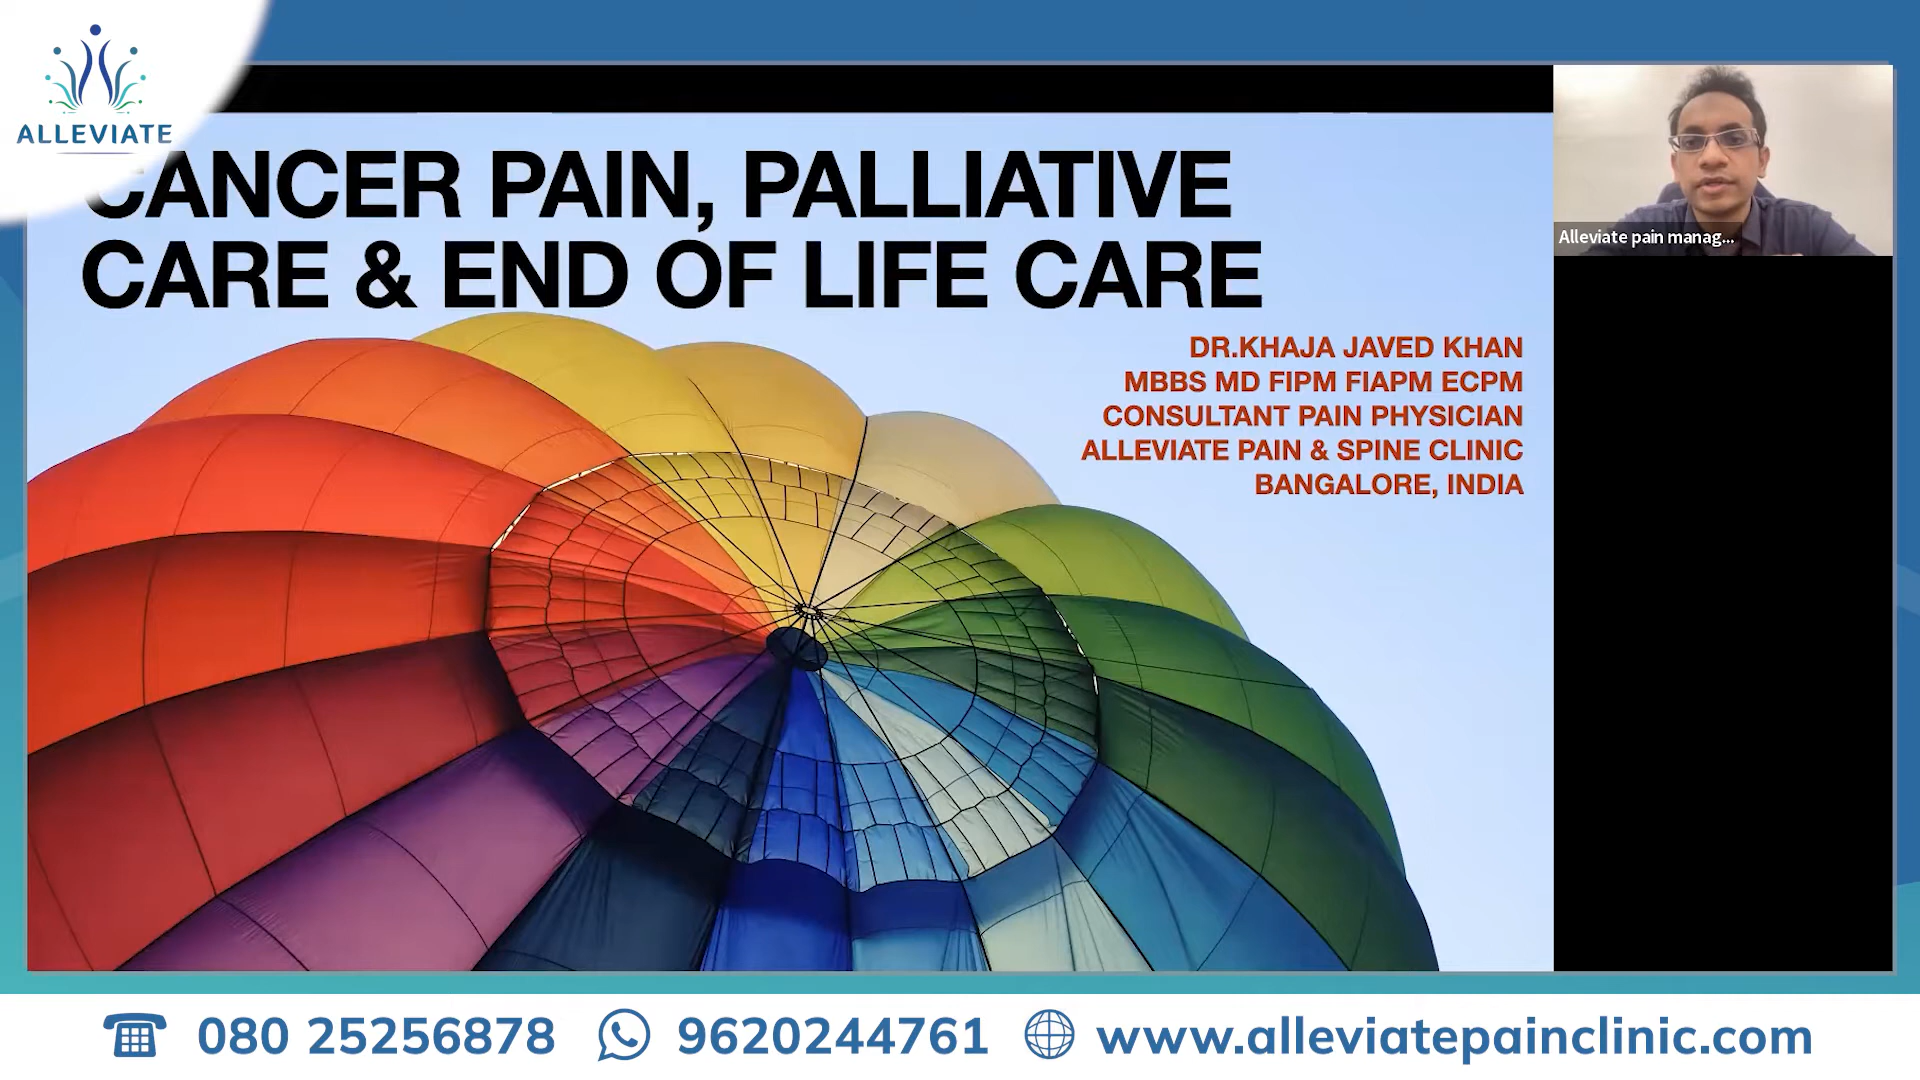 ALLEVIATE
CANCER PAIN, PALLIATIVE
CARE & END OF LIFE CARE
DR.KHAJA JAVED KHAN
MBBS MD FIPM FIAPM ECPM
CONSULTANT PAIN PHYSICIAN
ALLEVIATE PAIN & SPINE CLINIC
BANGALORE, INDIA
Alleviate pain manag...
080 25256878
9620244761
www.alleviatepainclinic.com